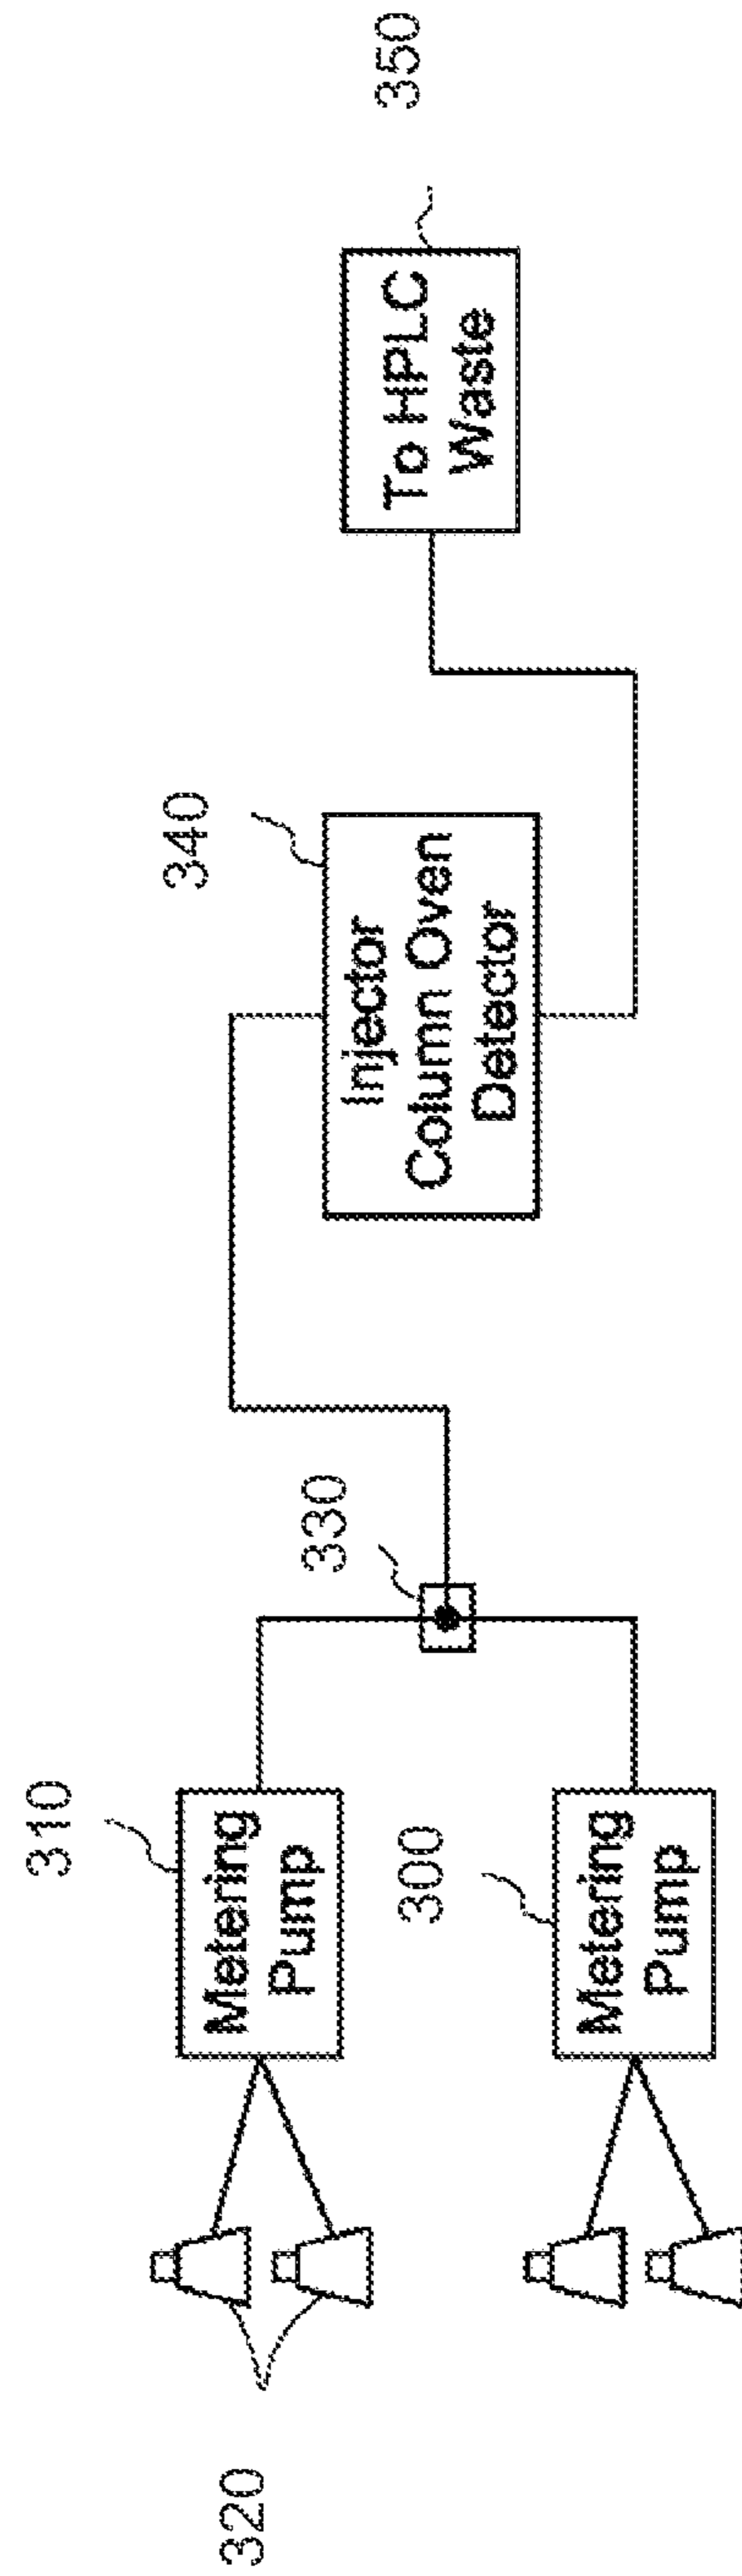 320
310
Metering
Pump
300
Metering
Pump
330
340
Injector
Column Oven
Detector
350
To HPLC
Waste